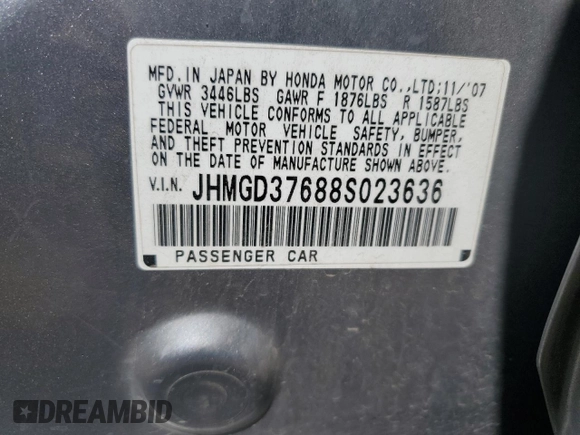 MFD. IN JAPAN BY HONDA MOTOR CO., LTD; 11/'07
GVWR 3446LBS GAWR F 1876LBS R 1587LBS
THIS VEHICLE CONFORMS TO ALL APPLICABLE
FEDERAL MOTOR VEHICLE SAFETY, BUMPER,
AND THEFT PREVENTION STANDARDS IN EFFECT
ON THE DATE OF MANUFACTURE SHOWN ABOVE.
V.I.N. JHMGD37688S023636
PASSENGER CAR
DREAMBID